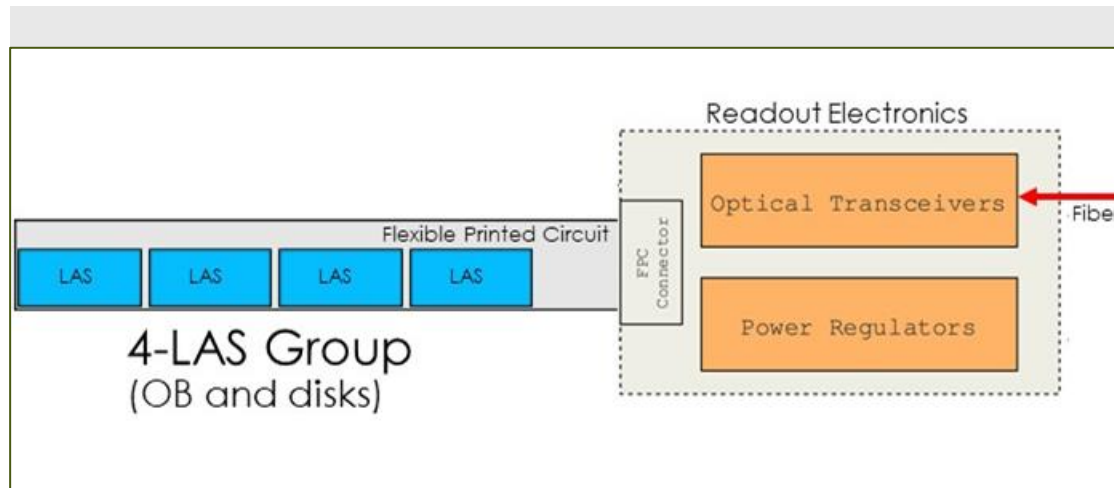 Readout Electronics
Optical Transceivers
Fibe
Flexible Printed Circuit
FPC
Connector
LAS
LAS
LAS
LAS
Power Regulators
4-LAS Group
(OB and disks)